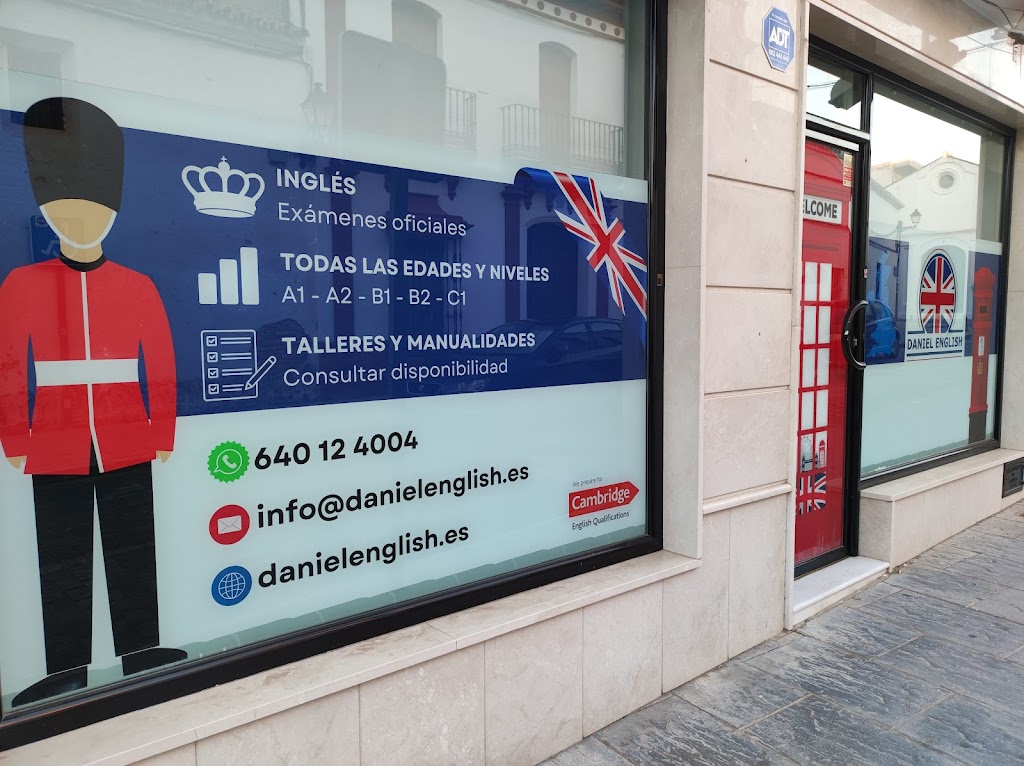 INGLÉS
Exámenes oficiales
TODAS LAS EDADES Y NIVELES
A1 - A2 - B1 - B2 - C1
TALLERES Y MANUALIDADES
Consultar disponibilidad
640 12 4004
info@danielenglish.es
danielenglish.es
We prepare for
Cambridge
English Qualifications
ADT
ELCOME
DANIEL ENGLISH